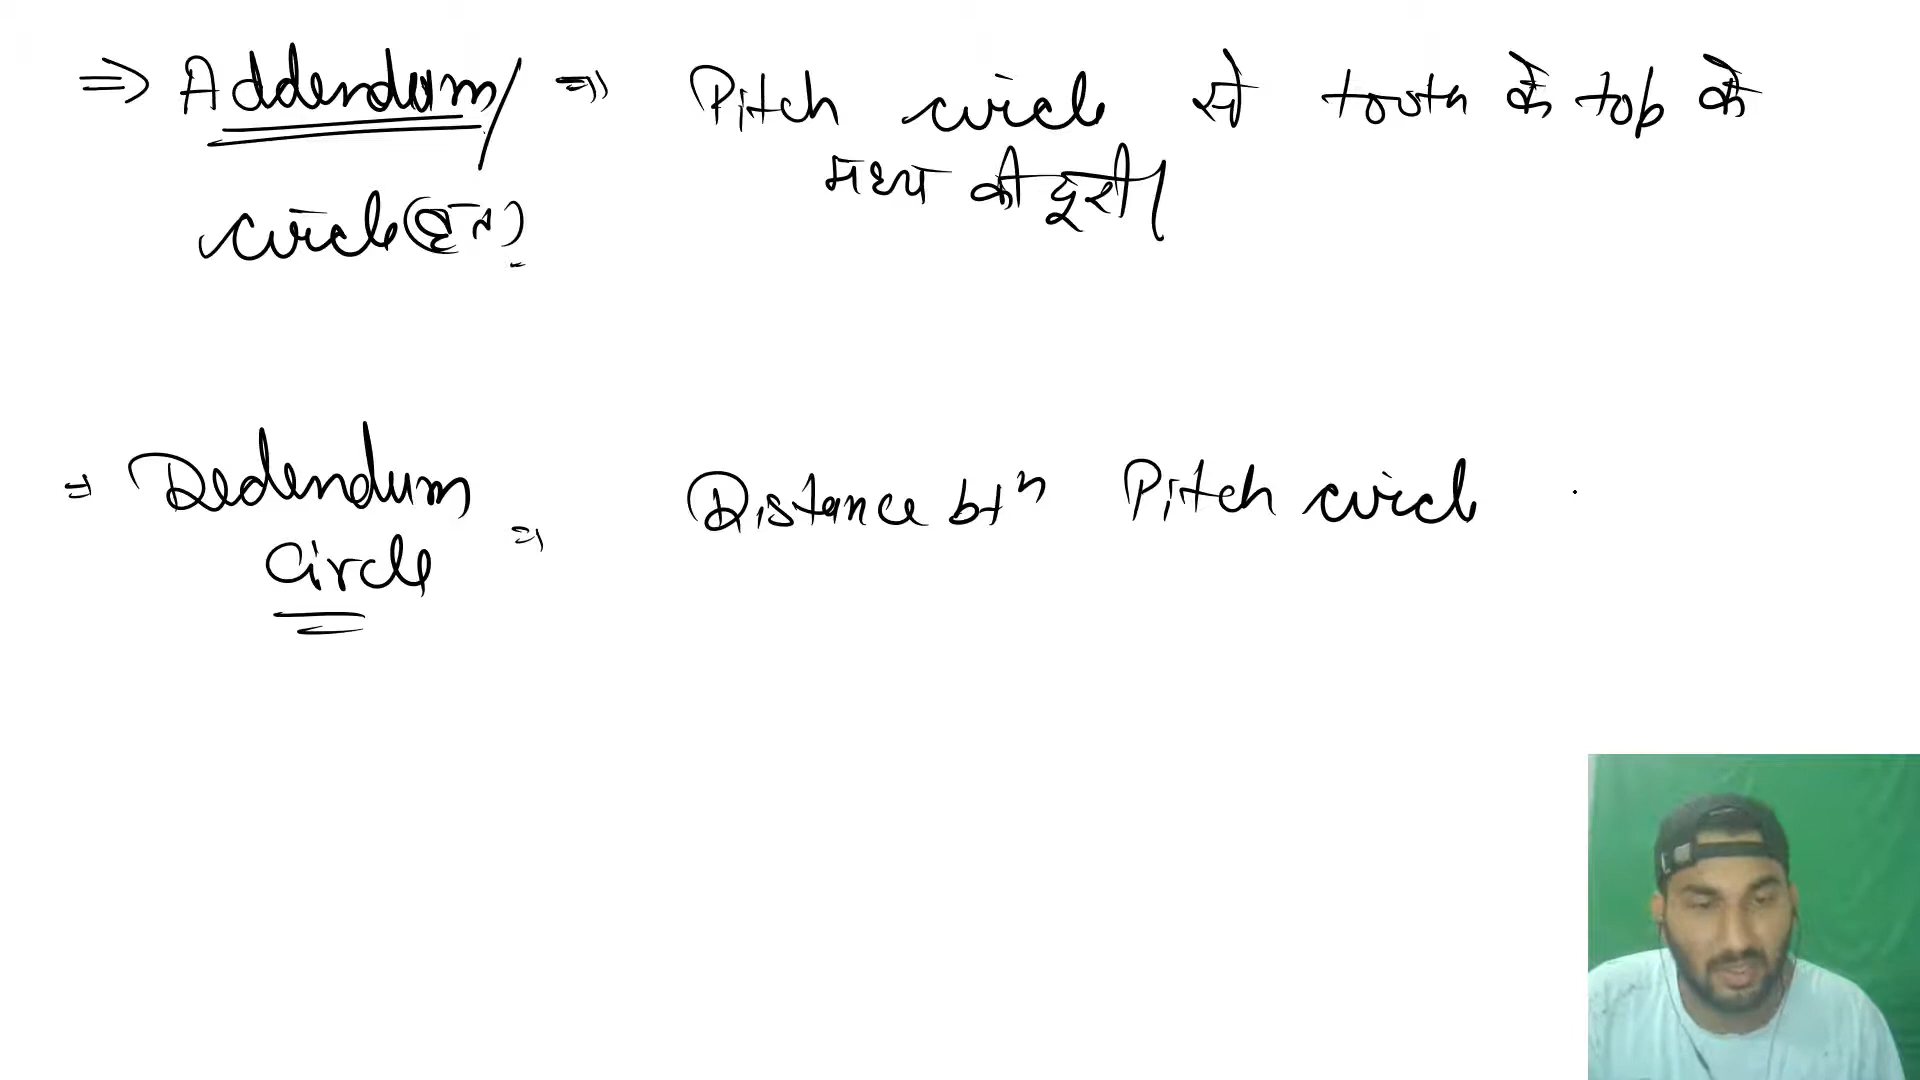 ⇒ Addendum/ ⇒ Pitch circle से tooth के top के
मध्य की दूरी।
circle (वृत्त)
⇒ Dedendum
Circle ⇒ Distance btⁿ Pitch circle